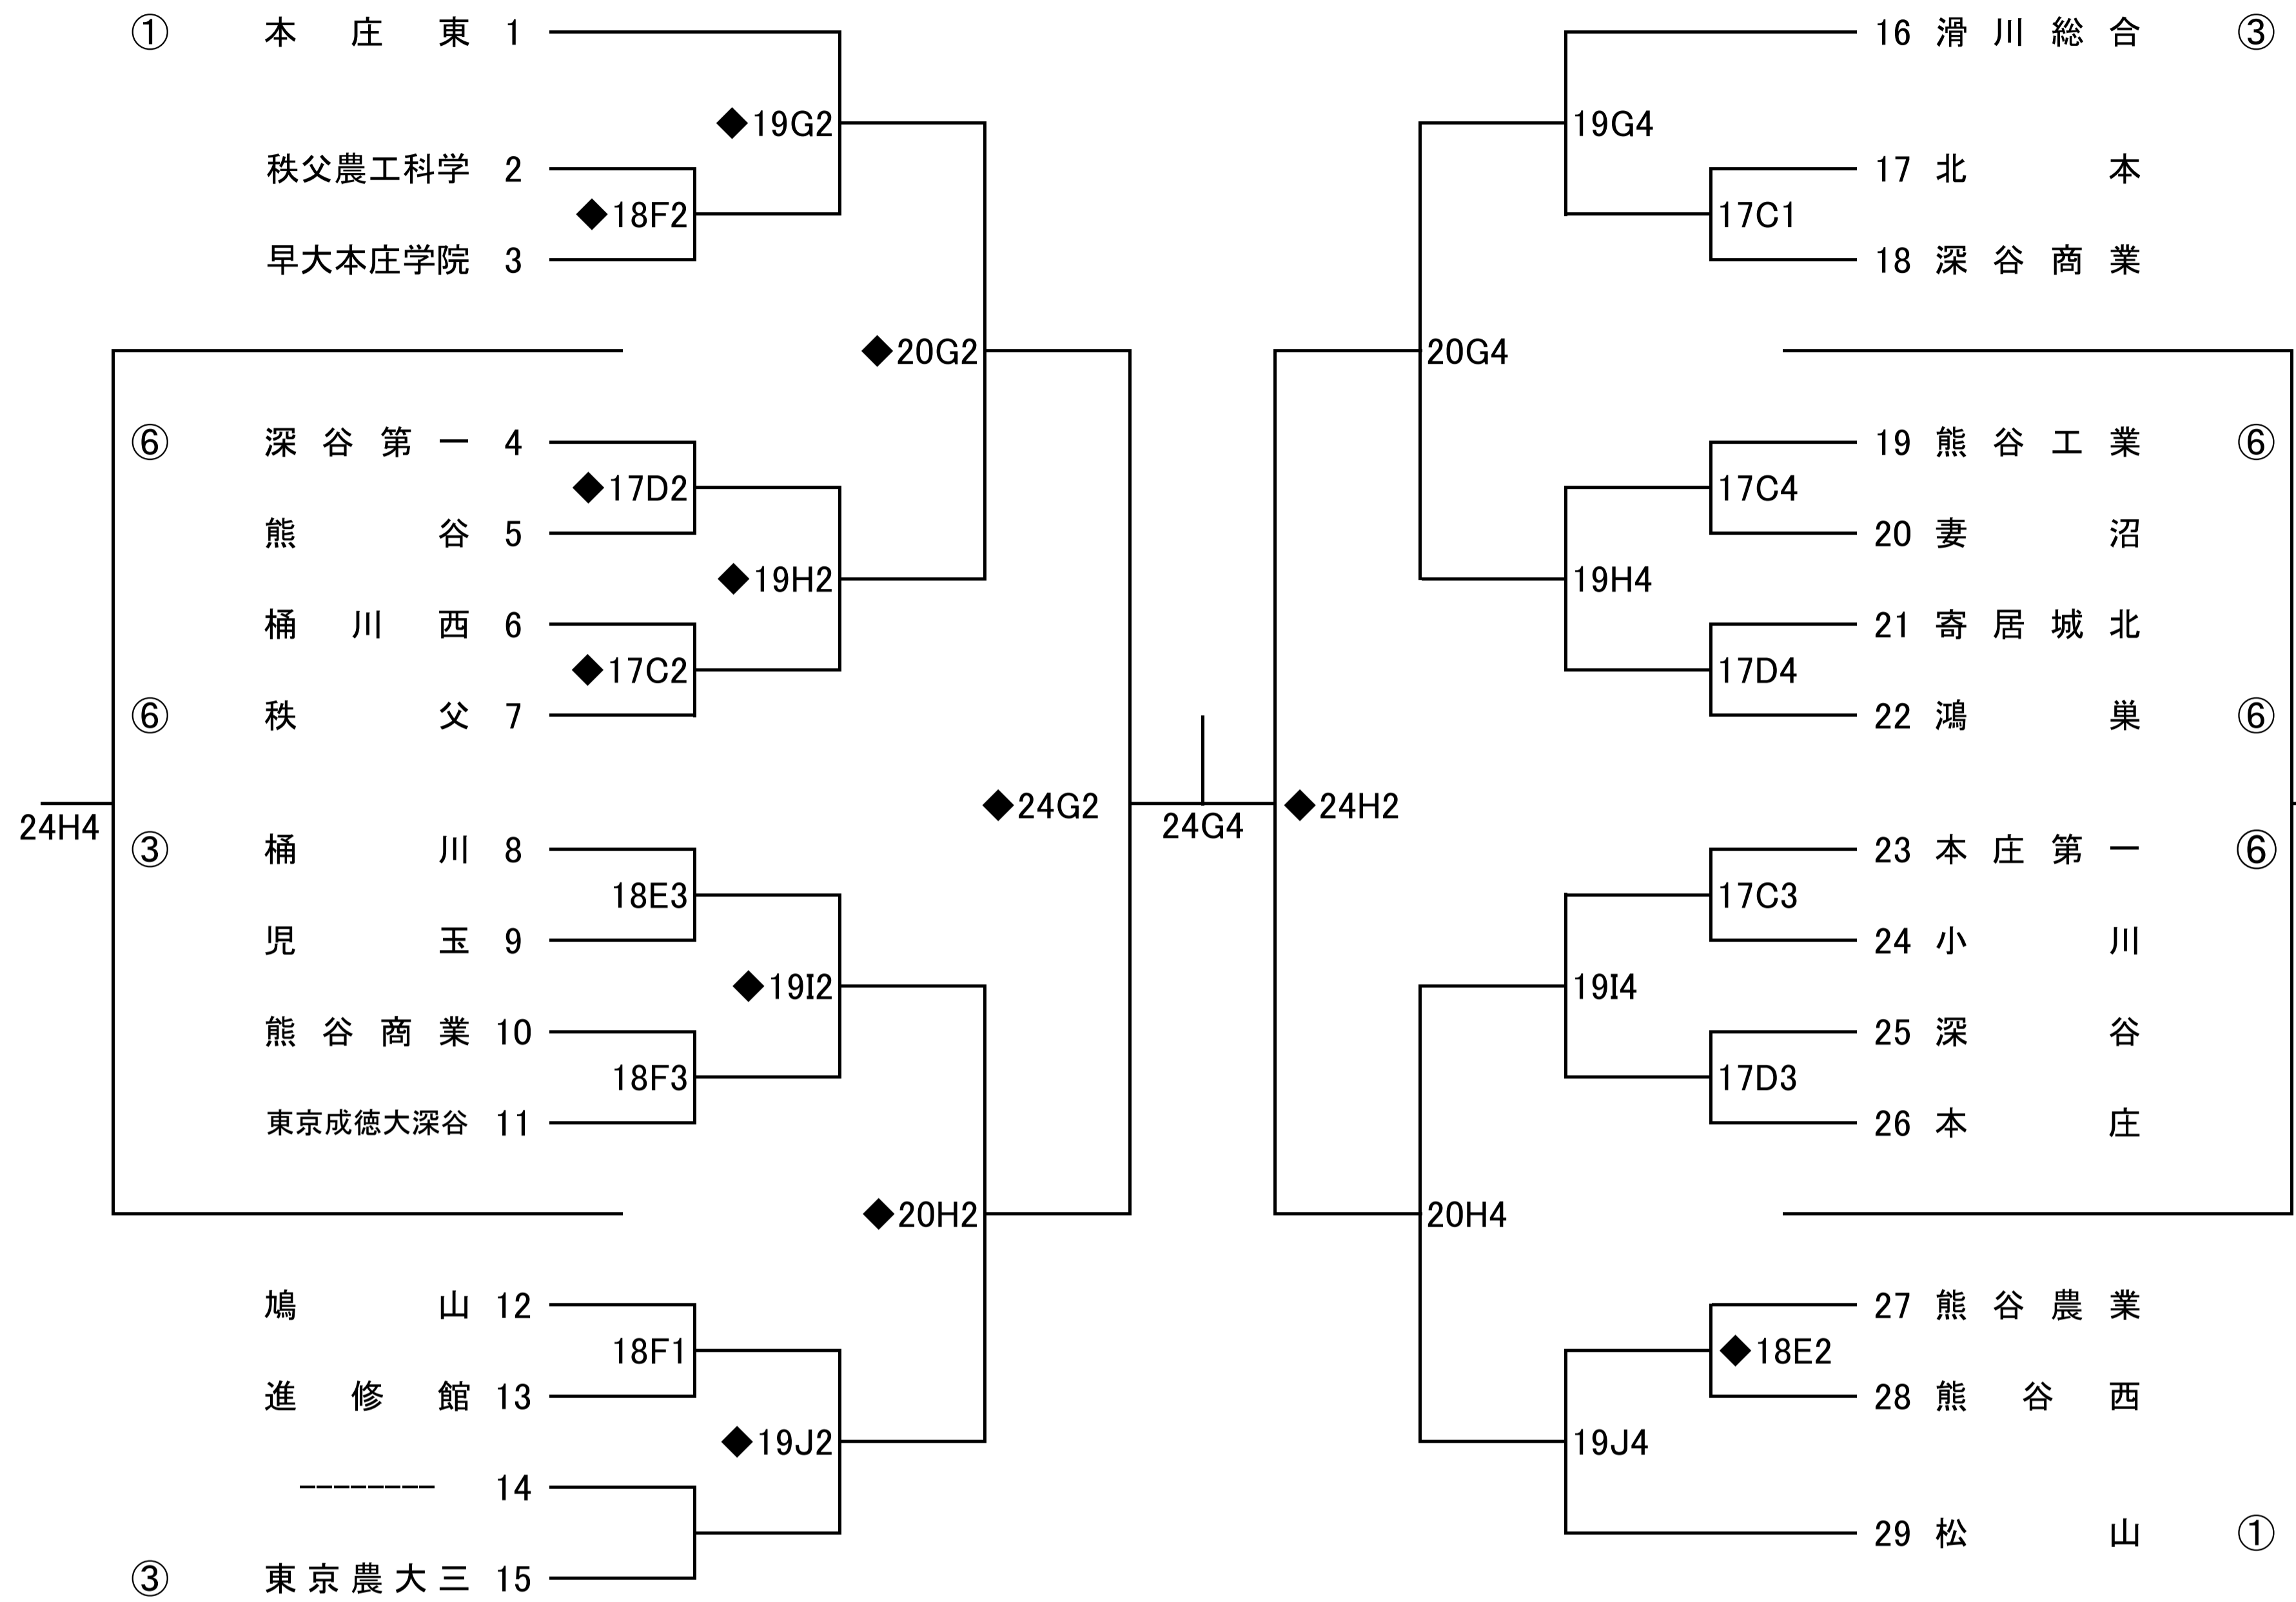 ① 本庄東 1
◆19G2
秩父農工科学 2
◆18F2
早大本庄学院 3
◆20G2
⑥ 深谷第一 4
◆17D2
熊谷 5
◆19H2
桶川西 6
◆17C2
⑥ 秩父 7
24H4
◆24G2
③ 桶川 8
18E3
児玉 9
◆19I2
熊谷商業 10
18F3
東京成徳大深谷 11
◆20H2
鳩山 12
18F1
進修館 13
◆19J2
-------- 14
③ 東京農大三 15
24G4
16 滑川総合 ③
19G4
17 北本
17C1
18 深谷商業
20G4
19 熊谷工業 ⑥
17C4
20 妻沼
19H4
21 寄居城北
17D4
22 鴻巣 ⑥
◆24H2
23 本庄第一 ⑥
17C3
24 小川
19I4
25 深谷
17D3
26 本庄
20H4
27 熊谷農業
◆18E2
28 熊谷西
19J4
29 松山 ①